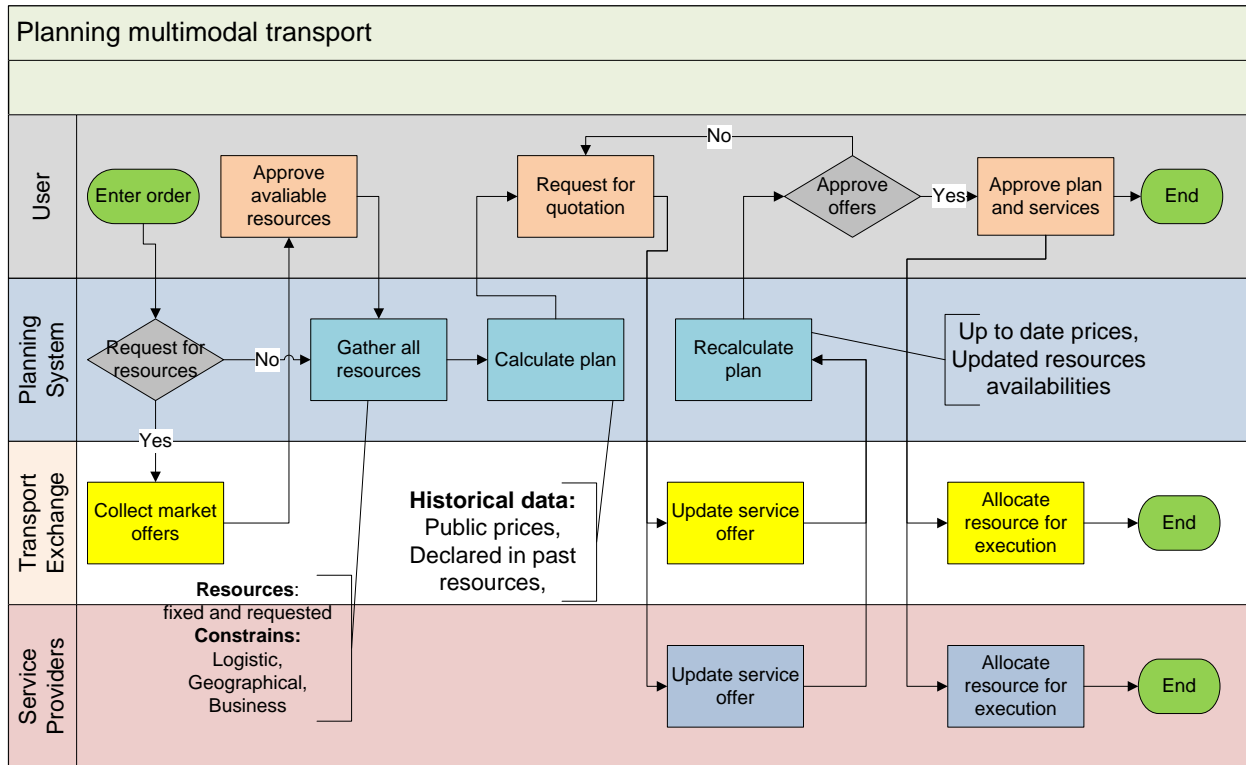 Planning multimodal transport
User
Enter order
Approve
avaliable
resources
Request for
quotation
No
Approve
offers
Yes
Approve plan
and services
End
Planning
System
Request for
resources
No
Yes
Gather all
resources
Calculate plan
Recalculate
plan
Up to date prices,
Updated resources
availabilities
Transport
Exchange
Collect market
offers
Historical data:
Public prices,
Declared in past
resources,
Update service
offer
Allocate
resource for
execution
End
Resources:
fixed and requested
Constrains:
Logistic,
Geographical,
Business
Service
Providers
Update service
offer
Allocate
resource for
execution
End